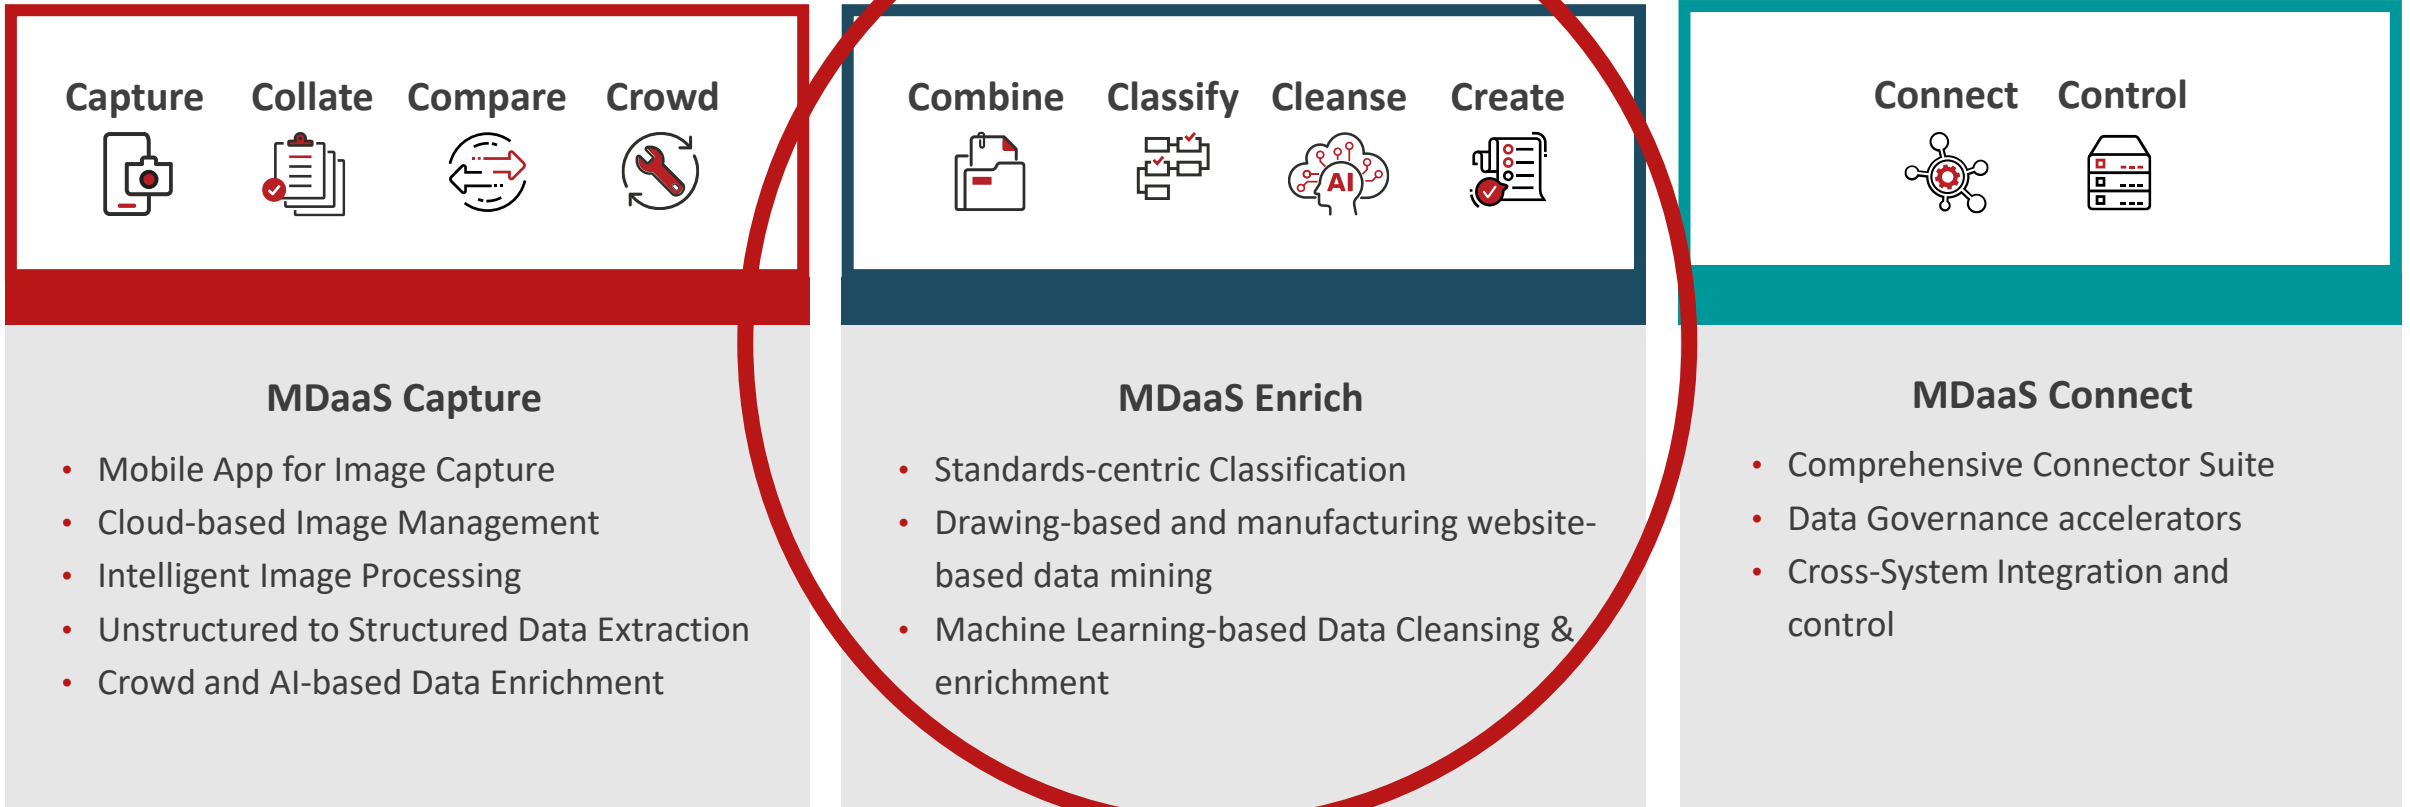 Capture Collate Compare Crowd
MDaaS Capture
• Mobile App for Image Capture
• Cloud-based Image Management
• Intelligent Image Processing
• Unstructured to Structured Data Extraction
• Crowd and AI-based Data Enrichment
Combine Classify Cleanse Create
AI
MDaaS Enrich
• Standards-centric Classification
• Drawing-based and manufacturing website-
based data mining
• Machine Learning-based Data Cleansing &
enrichment
Connect Control
MDaaS Connect
• Comprehensive Connector Suite
• Data Governance accelerators
• Cross-System Integration and
control